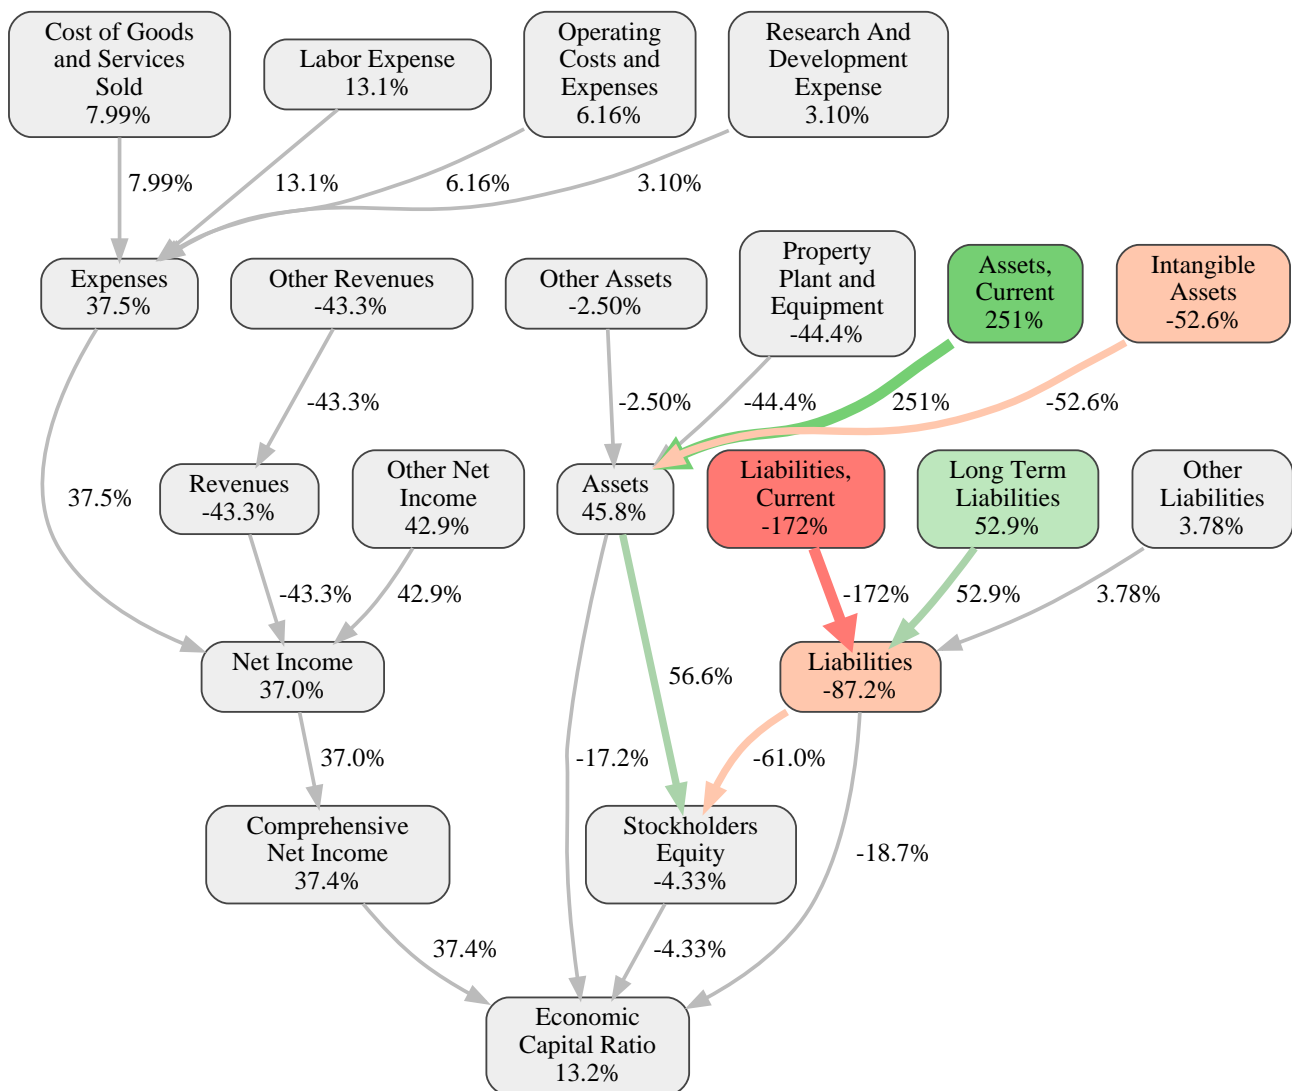 Cost of Goods
and Services
Sold
7.99%
Labor Expense
13.1%
Operating
Costs and
Expenses
6.16%
Research And
Development
Expense
3.10%
7.99%
13.1%
6.16%
3.10%
Expenses
37.5%
Other Revenues
-43.3%
Other Assets
-2.50%
Property
Plant and
Equipment
-44.4%
Assets,
Current
251%
Intangible
Assets
-52.6%
-43.3%
-2.50%
-44.4%
251%
-52.6%
37.5%
Revenues
-43.3%
Other Net
Income
42.9%
Assets
45.8%
Liabilities,
Current
-172%
Long Term
Liabilities
52.9%
Other
Liabilities
3.78%
-43.3%
42.9%
-172%
52.9%
3.78%
Net Income
37.0%
56.6%
Liabilities
-87.2%
37.0%
-17.2%
-61.0%
Comprehensive
Net Income
37.4%
Stockholders
Equity
-4.33%
-18.7%
37.4%
-4.33%
Economic
Capital Ratio
13.2%